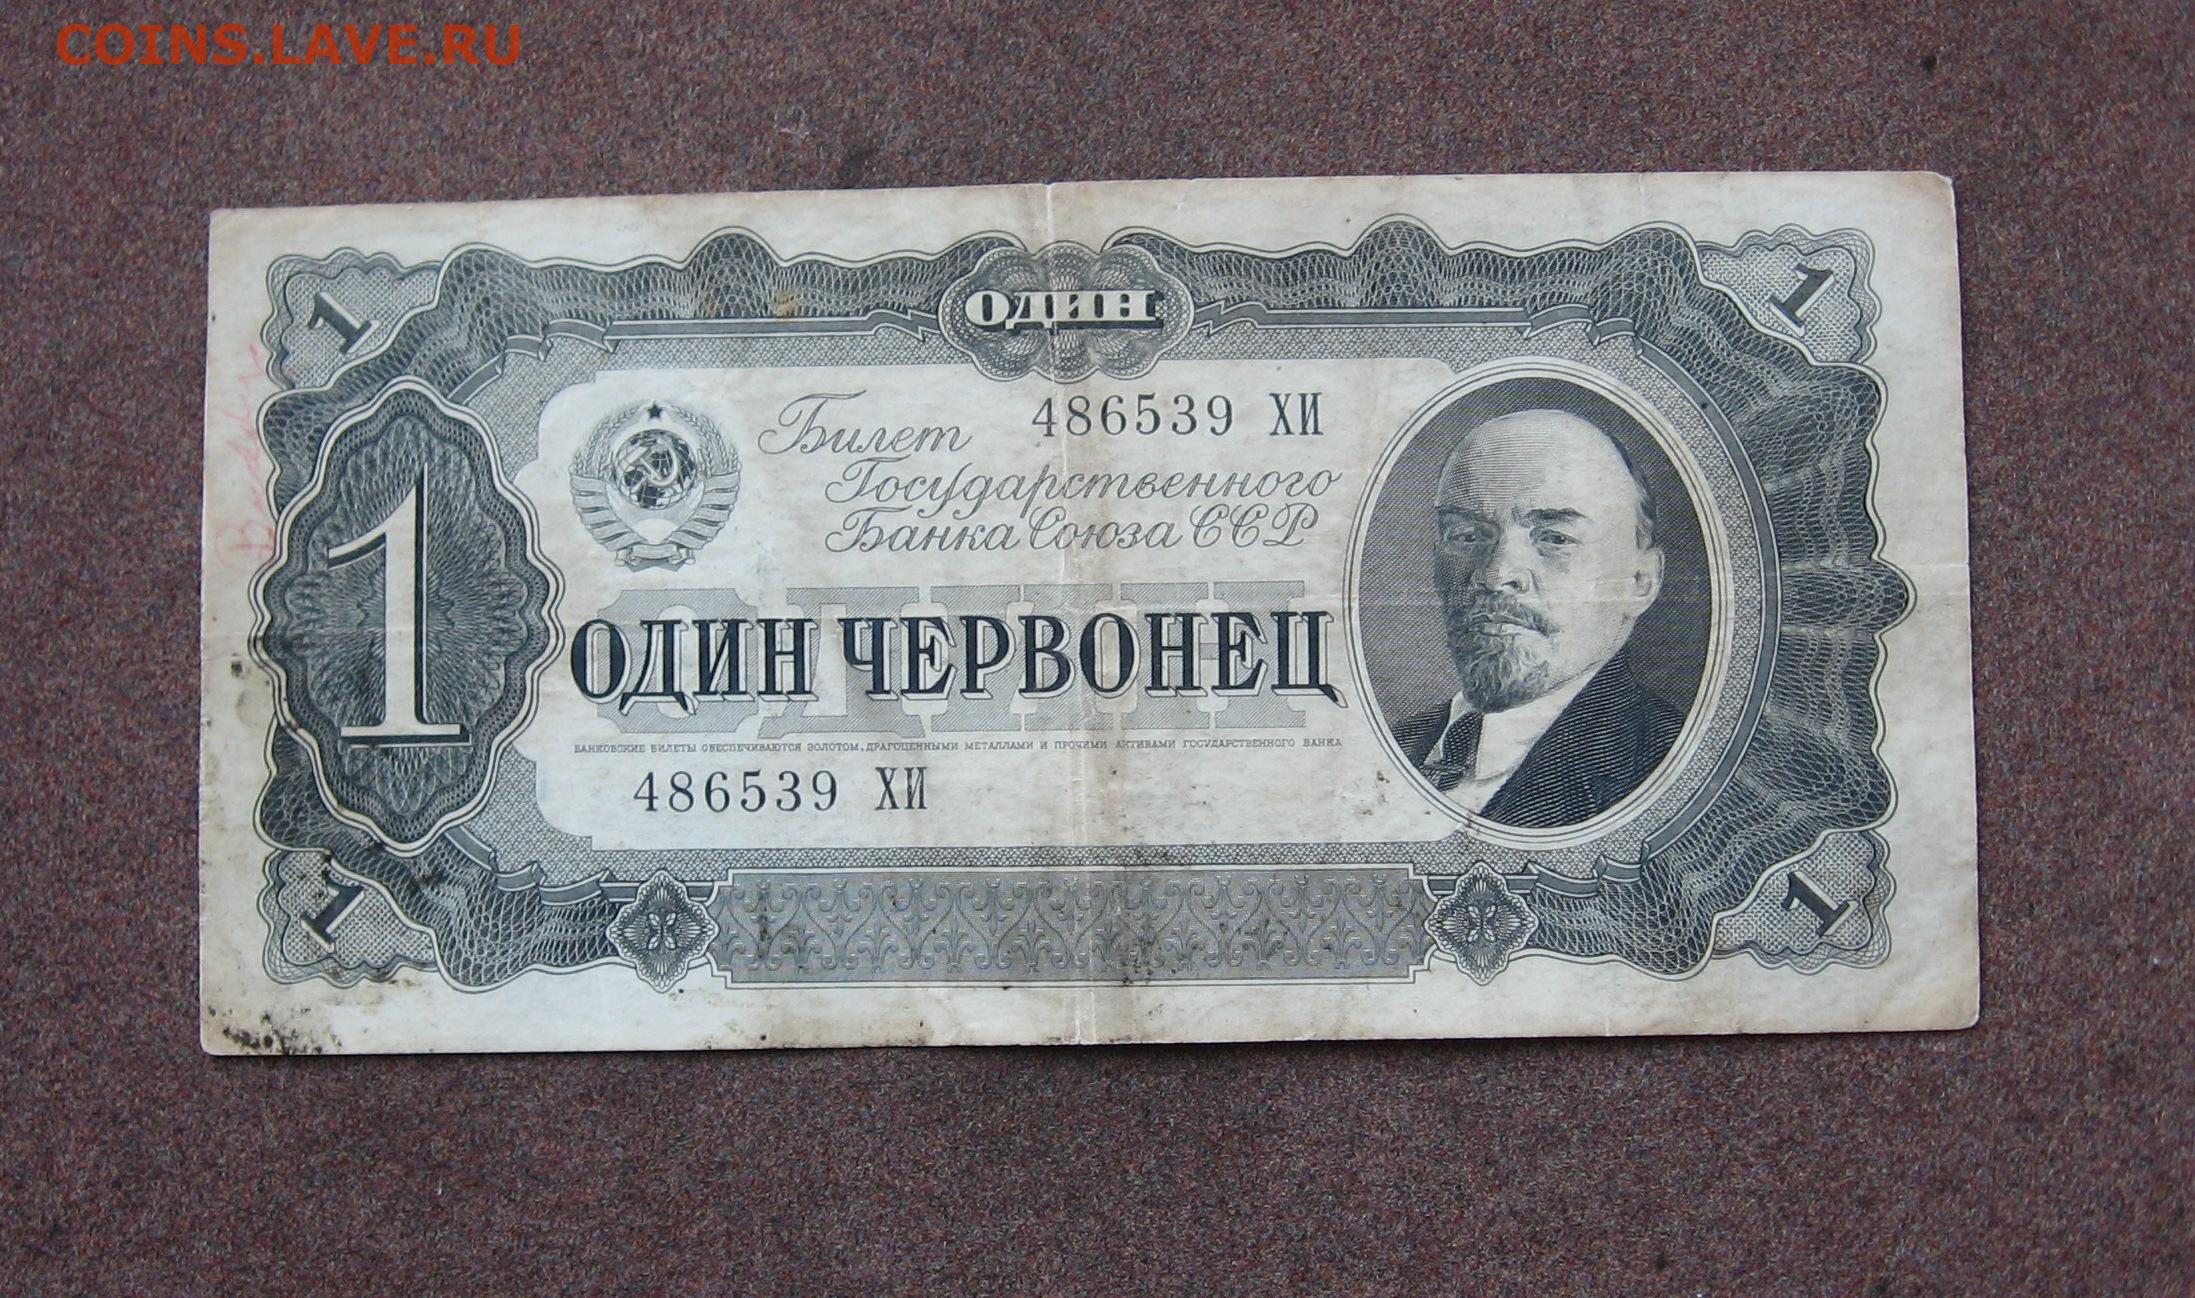 COINS.LAVE.RU
1
ОДИН
1
Билет
486539 ХИ
Государственного
Банка Союза ССР
1
ОДИН
ОДИН ЧЕРВОНЕЦ
БАНКОВСКИЕ БИЛЕТЫ ОБЕСПЕЧИВАЮТСЯ ЗОЛОТОМ, ДРАГОЦЕННЫМИ МЕТАЛЛАМИ И ПРОЧИМИ АКТИВАМИ ГОСУДАРСТВЕННОГО БАНКА
486539 ХИ
1
1